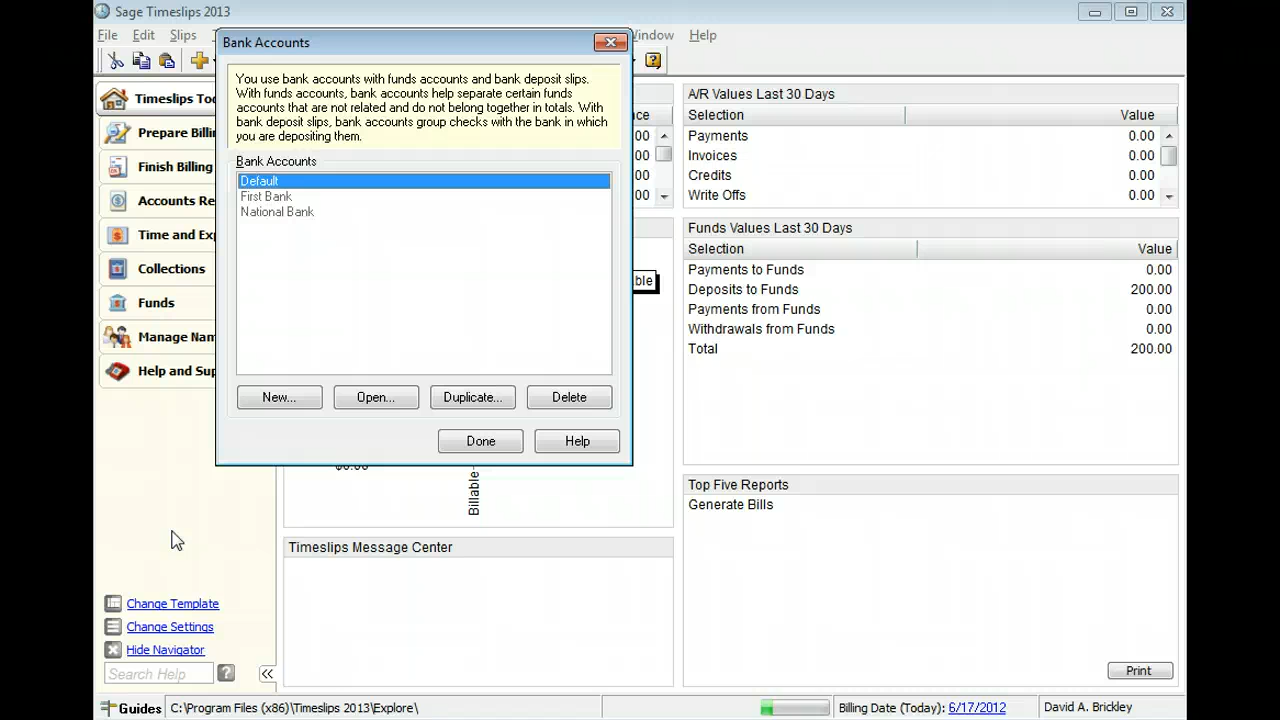 Sage Timeslips 2013
File Edit Slips
Window Help
Bank Accounts
You use bank accounts with funds accounts and bank deposit slips.
With funds accounts, bank accounts help separate certain funds
accounts that are not related and do not belong together in totals. With
bank deposit slips, bank accounts group checks with the bank in which
you are depositing them.
Bank Accounts
Default
First Bank
National Bank
New... Open... Duplicate... Delete
Done Help
Timeslips To
Prepare Billi
Finish Billing
Accounts Re
Time and Exp
Collections
Funds
Manage Nam
Help and Sup
Change Template
Change Settings
Hide Navigator
Search Help
nce
00
00
00
00
ble
$0.00
Billable
Timeslips Message Center
A/R Values Last 30 Days
Selection Value
Payments 0.00
Invoices 0.00
Credits 0.00
Write Offs 0.00
Funds Values Last 30 Days
Selection Value
Payments to Funds 0.00
Deposits to Funds 200.00
Payments from Funds 0.00
Withdrawals from Funds 0.00
Total 200.00
Top Five Reports
Generate Bills
Print
Guides C:\Program Files (x86)\Timeslips 2013\Explore\ Billing Date (Today): 6/17/2012 David A. Brickley